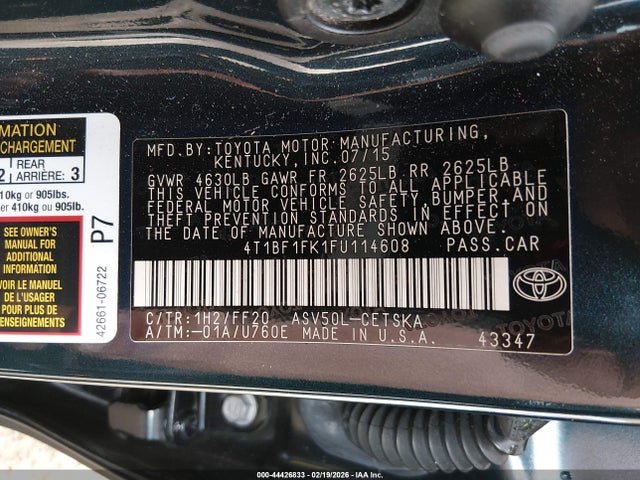 MATION
CHARGEMENT
2 REAR 3
ARRIÈRE:
10kg or 905lbs.
r 410kg ou 905lb.
SEE OWNER'S
MANUAL FOR
ADDITIONAL
INFORMATION
VOIR LE MANUEL
DE L'USAGER
POUR PLUS DE
RENSEIGNEMENTS
P7
42661-06722
MFD.BY:TOYOTA MOTOR MANUFACTURING,
KENTUCKY, INC.07/15
GVWR 4630LB GAWR FR 2625LB RR 2625LB
THIS VEHICLE CONFORMS TO ALL APPLICABLE
FEDERAL MOTOR VEHICLE SAFETY,BUMPER,AND
THEFT PREVENTION STANDARDS IN EFFECT ON
THE DATE OF MANUFACTURE SHOWN ABOVE.
4T1BF1FK1FU114608 PASS.CAR
C/TR:1H2/FF20 ASV50L-CETSKA
A/TM:-01A/U760E MADE IN U.S.A.
43347
TOYOTA
000-44426833 - 02/19/2026 - IAA Inc.